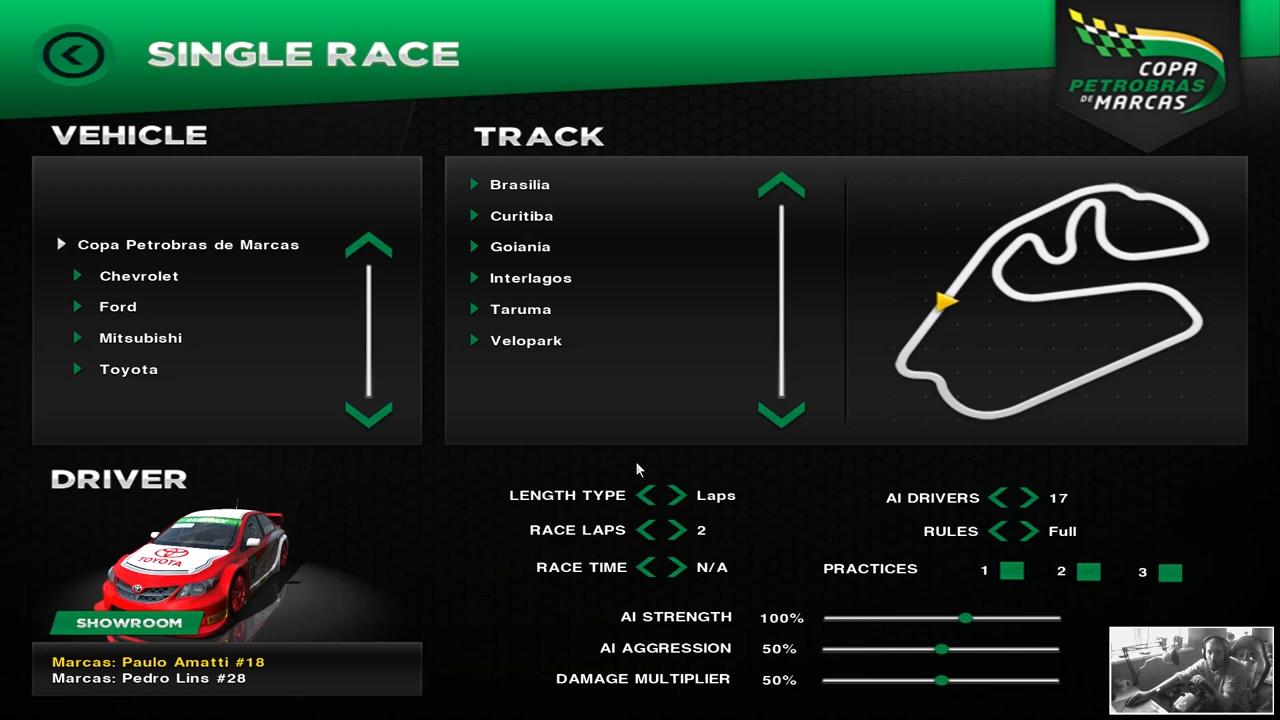 SINGLE RACE
COPA
PETROBRAS
DE MARCAS
VEHICLE
Copa Petrobras de Marcas
Chevrolet
Ford
Mitsubishi
Toyota
TRACK
Brasilia
Curitiba
Goiania
Interlagos
Taruma
Velopark
DRIVER
TOYOTA
SHOWROOM
Marcas: Paulo Amatti #18
Marcas: Pedro Lins #28
LENGTH TYPE Laps
RACE LAPS 2
RACE TIME N/A
AI DRIVERS 17
RULES Full
PRACTICES 1 2 3
AI STRENGTH 100%
AI AGGRESSION 50%
DAMAGE MULTIPLIER 50%